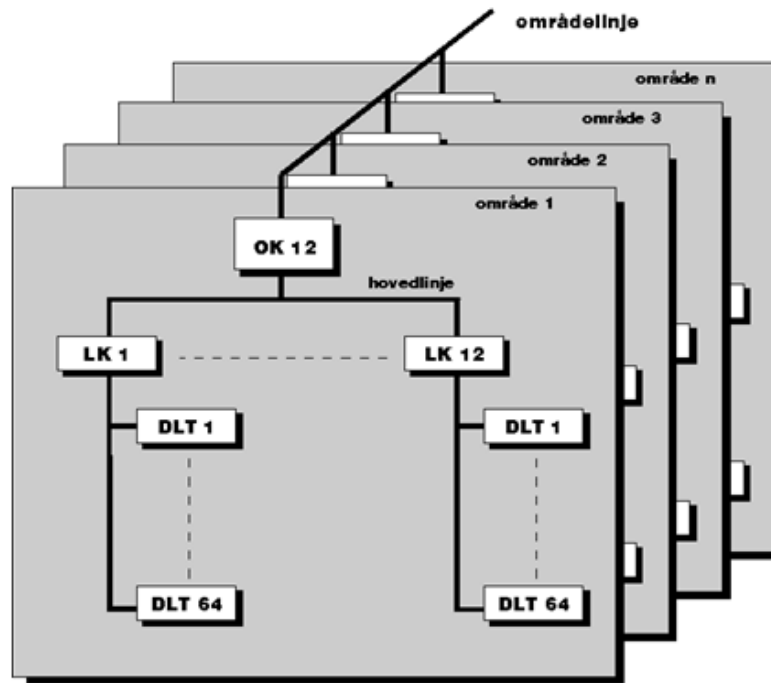 områdelinje
område n
område 3
område 2
område 1
OK 12
hovedlinje
LK 1
LK 12
DLT 1
DLT 1
DLT 64
DLT 64